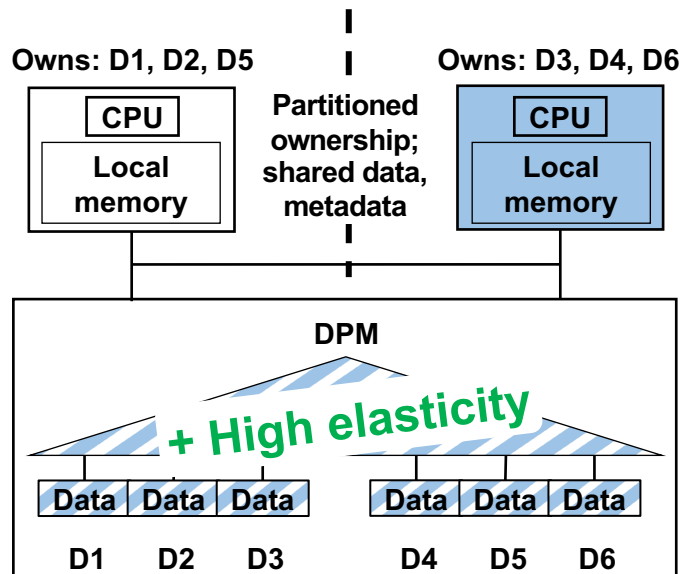 Owns: D1, D2, D5
Owns: D3, D4, D6
CPU
Local
memory
Partitioned
ownership;
shared data,
metadata
CPU
Local
memory
DPM
+ High elasticity
Data Data Data Data Data Data
D1 D2 D3 D4 D5 D6